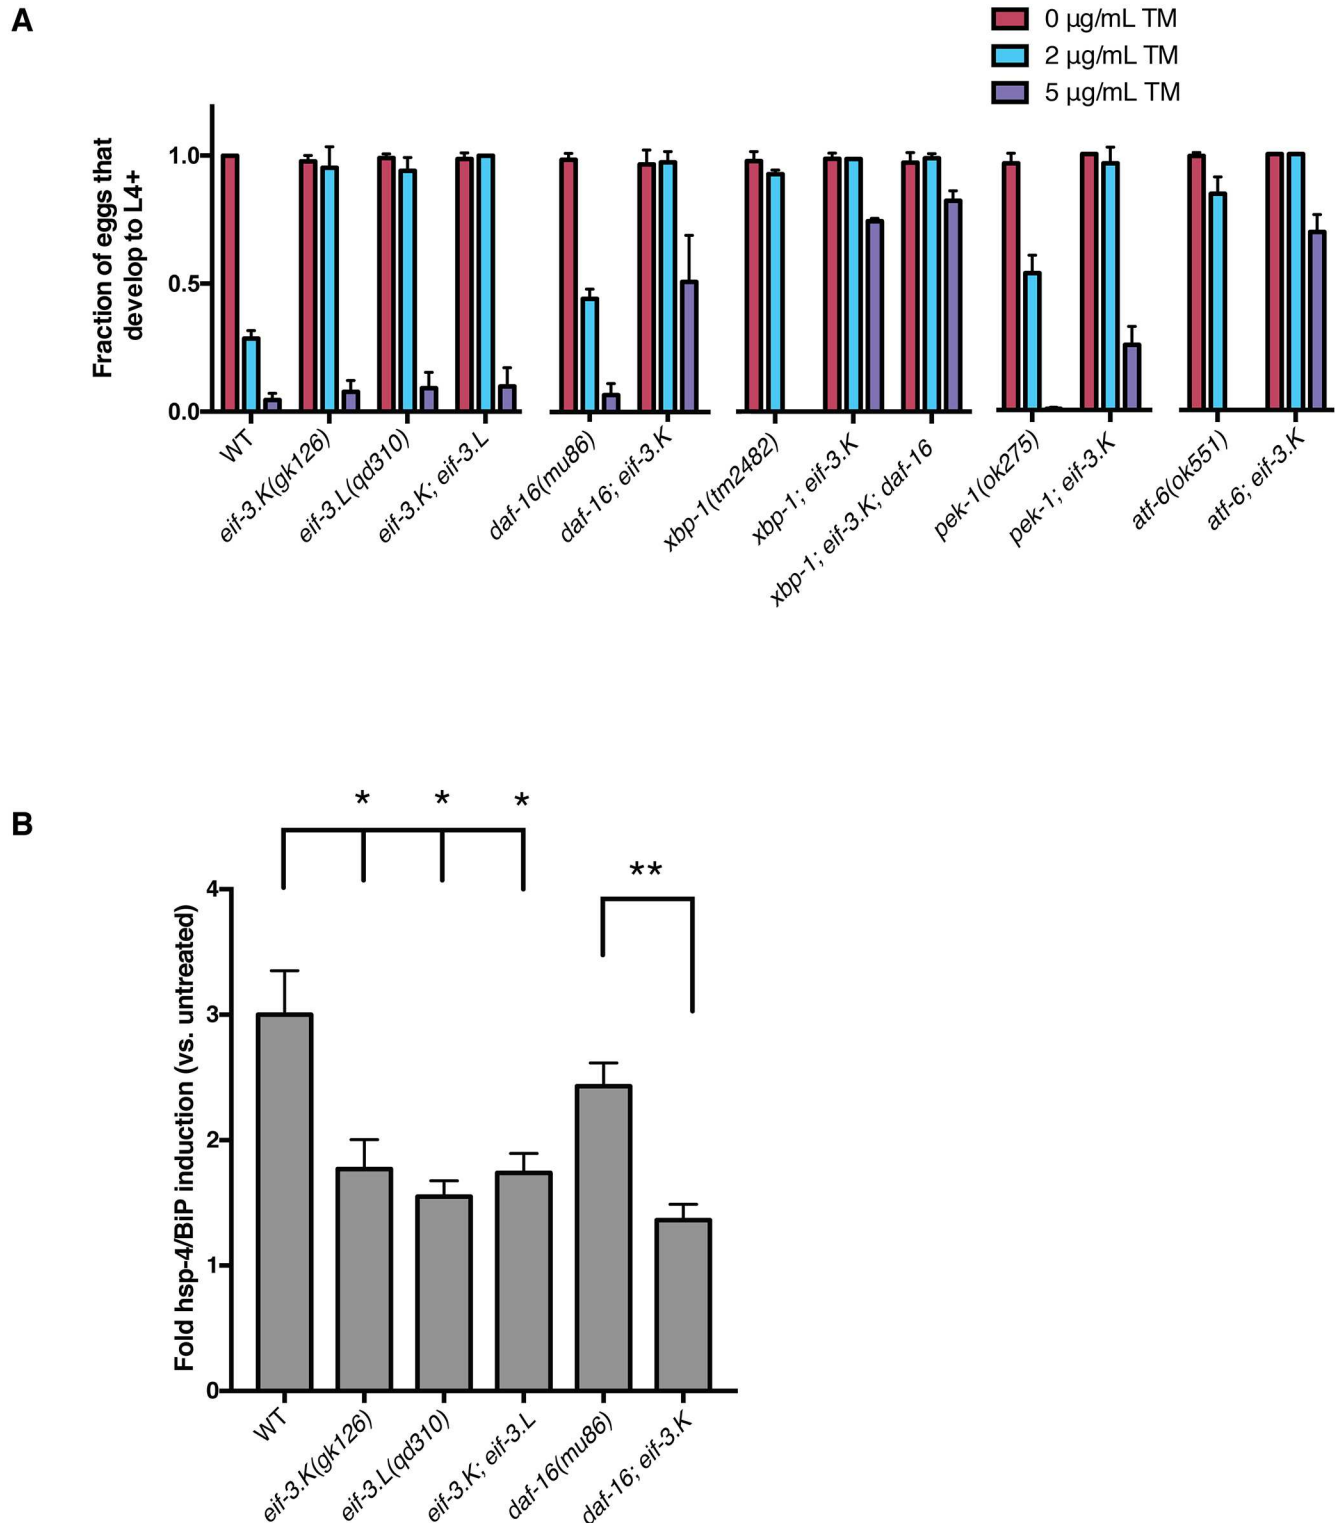 A
0 µg/mL TM
2 µg/mL TM
5 µg/mL TM
Fraction of eggs that
develop to L4+
1.0
0.5
0.0
WT
eif-3.K(gk126)
eif-3.L(qd310)
eif-3.K; eif-3.L
daf-16(mu86)
daf-16; eif-3.K
xbp-1(tm2482)
xbp-1; eif-3.K
xbp-1; eif-3.K; daf-16
pek-1(ok275)
pek-1; eif-3.K
atf-6(ok551)
atf-6; eif-3.K
B
* * *
**
Fold hsp-4/BiP induction (vs. untreated)
4
3
2
1
0
WT
eif-3.K(gk126)
eif-3.L(qd310)
eif-3.K; eif-3.L
daf-16(mu86)
daf-16; eif-3.K